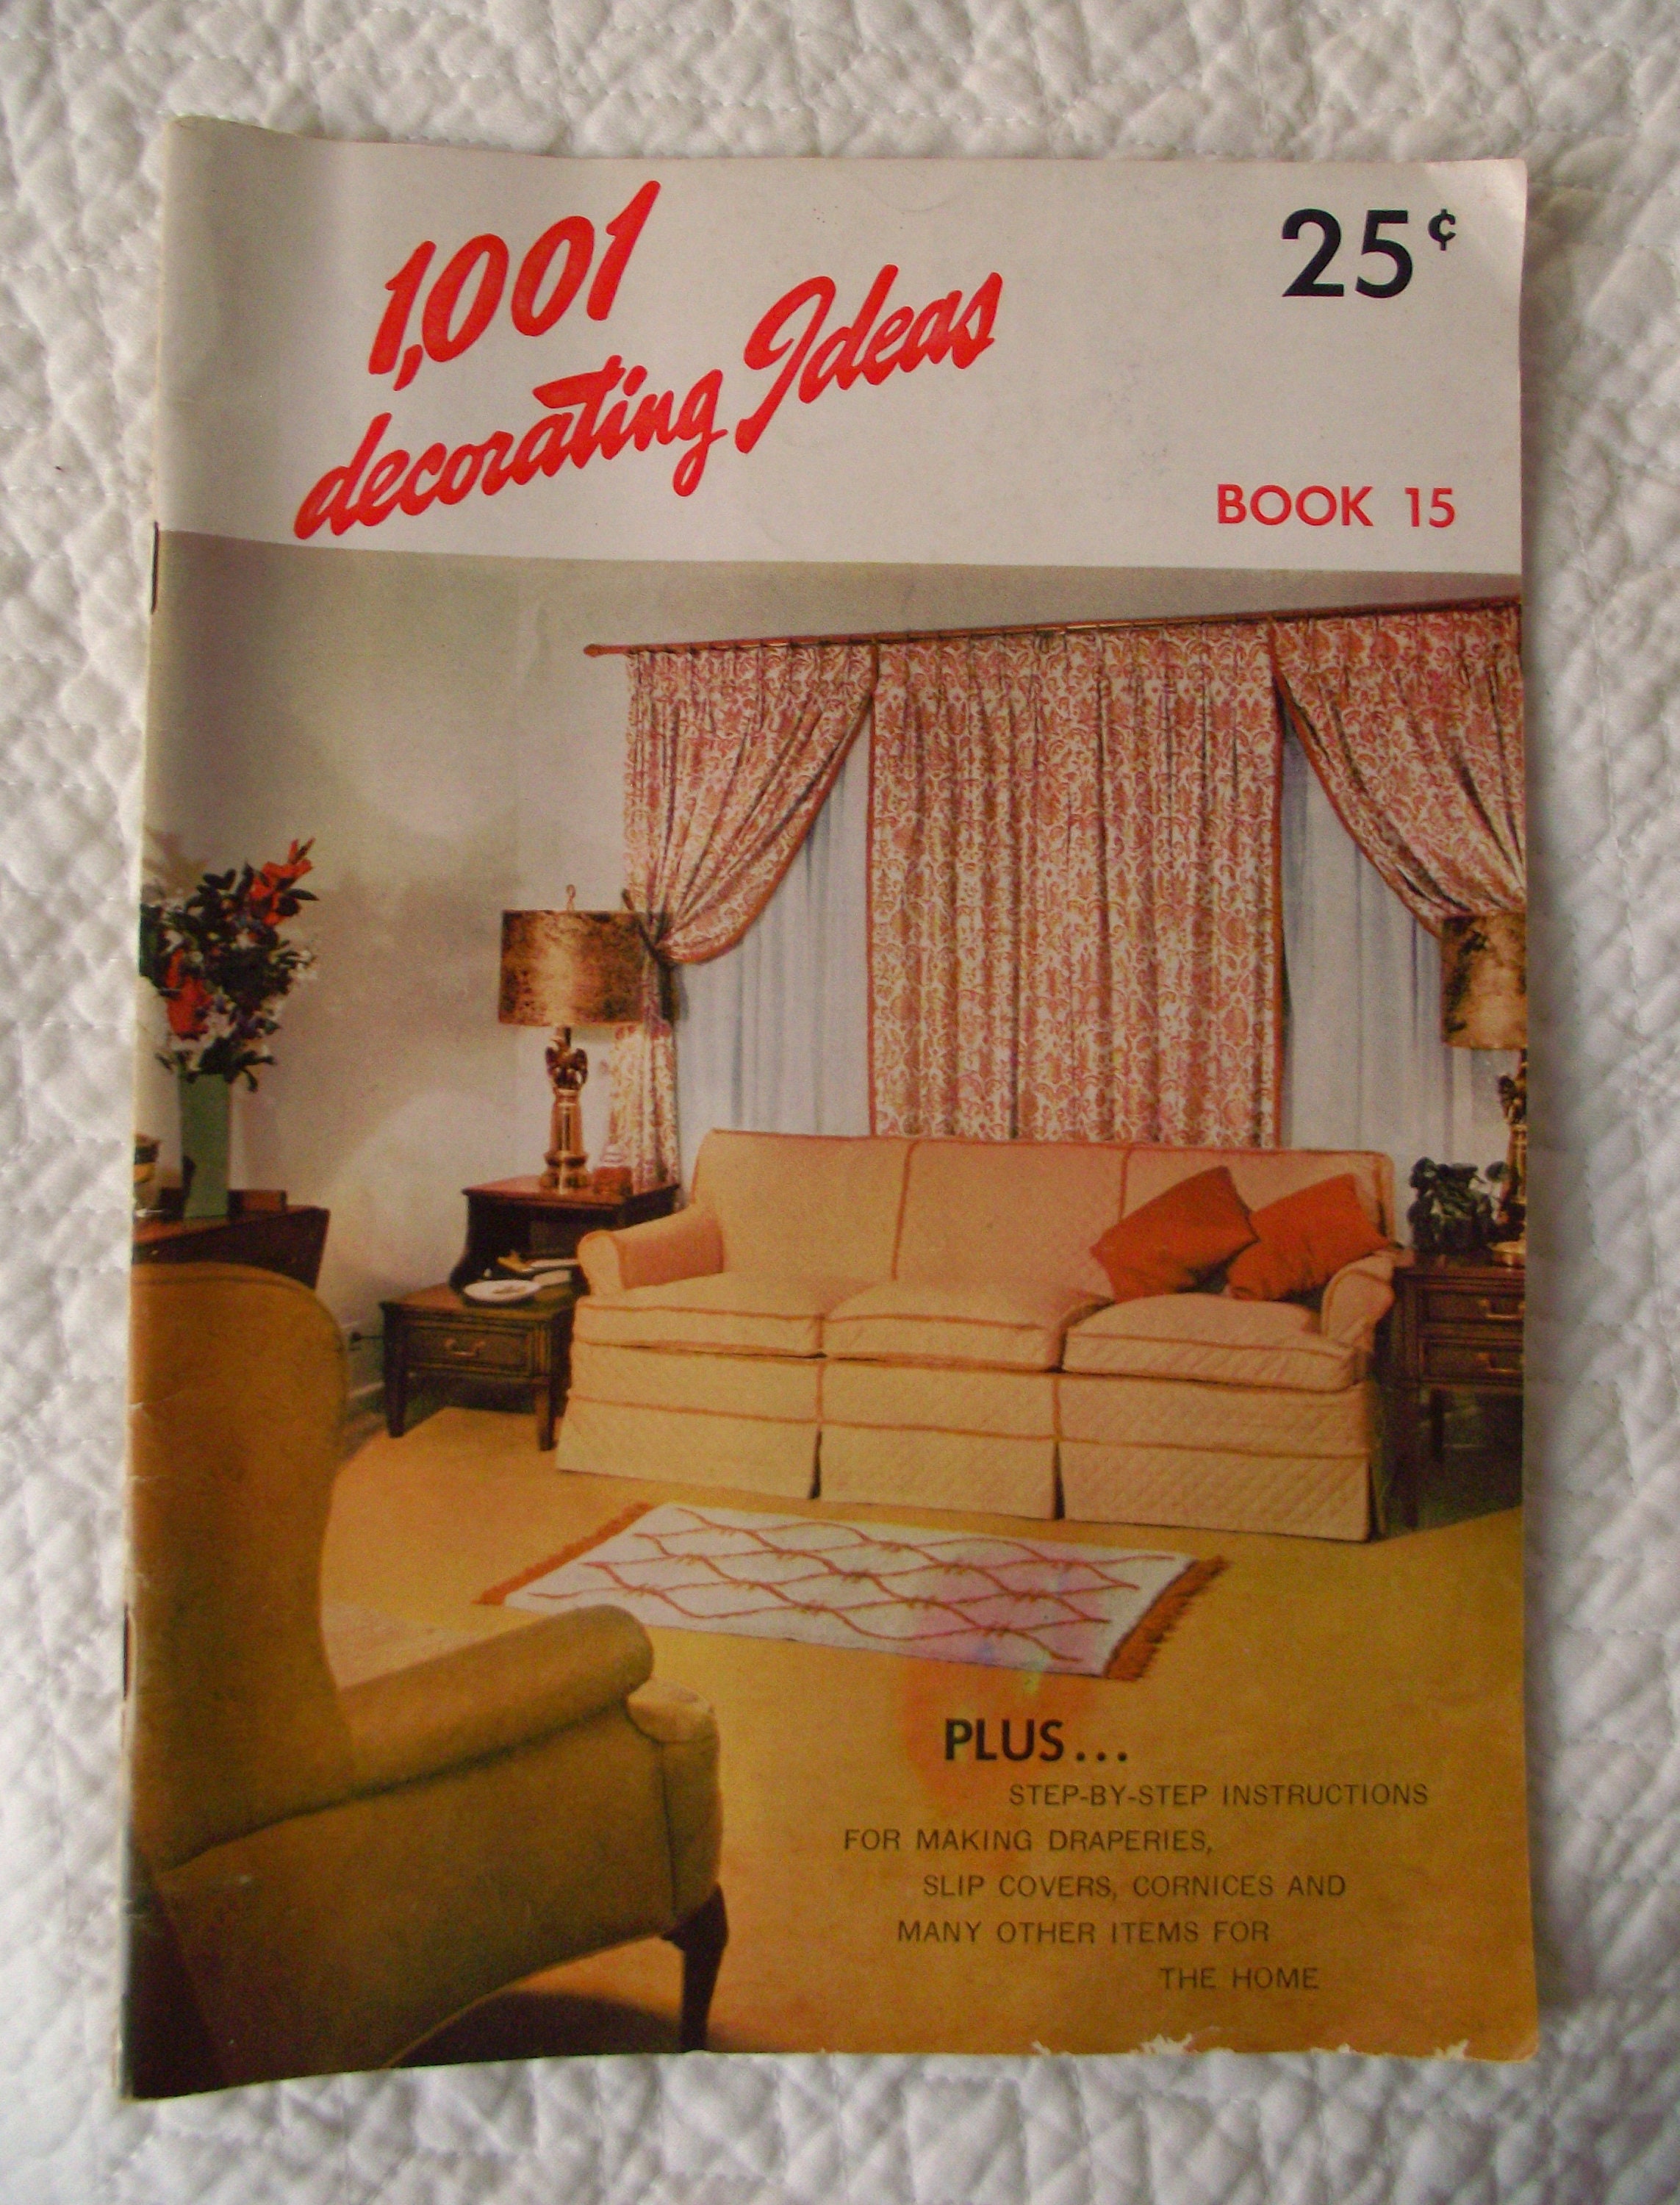 1,001
decorating Ideas
25¢
BOOK 15
PLUS...
STEP-BY-STEP INSTRUCTIONS
FOR MAKING DRAPERIES,
SLIP COVERS, CORNICES AND
MANY OTHER ITEMS FOR
THE HOME